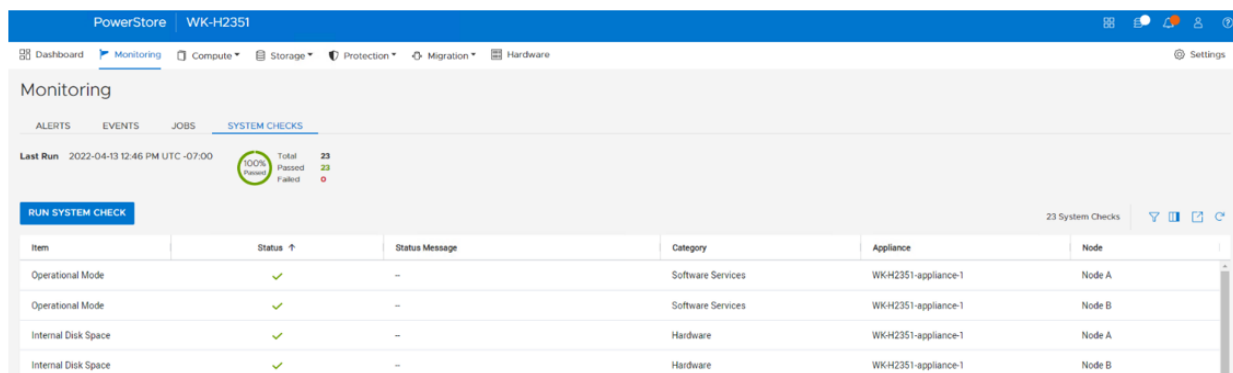 PowerStore WK-H2351
Dashboard Monitoring Compute Storage Protection Migration Hardware Settings
Monitoring
ALERTS EVENTS JOBS SYSTEM CHECKS
Last Run 2022-04-13 12:46 PM UTC -07:00
100% Passed
Total 23
Passed 23
Failed 0
RUN SYSTEM CHECK 23 System Checks
Item Status Status Message Category Appliance Node
Operational Mode -- Software Services WK-H2351-appliance-1 Node A
Operational Mode -- Software Services WK-H2351-appliance-1 Node B
Internal Disk Space -- Hardware WK-H2351-appliance-1 Node A
Internal Disk Space -- Hardware WK-H2351-appliance-1 Node B